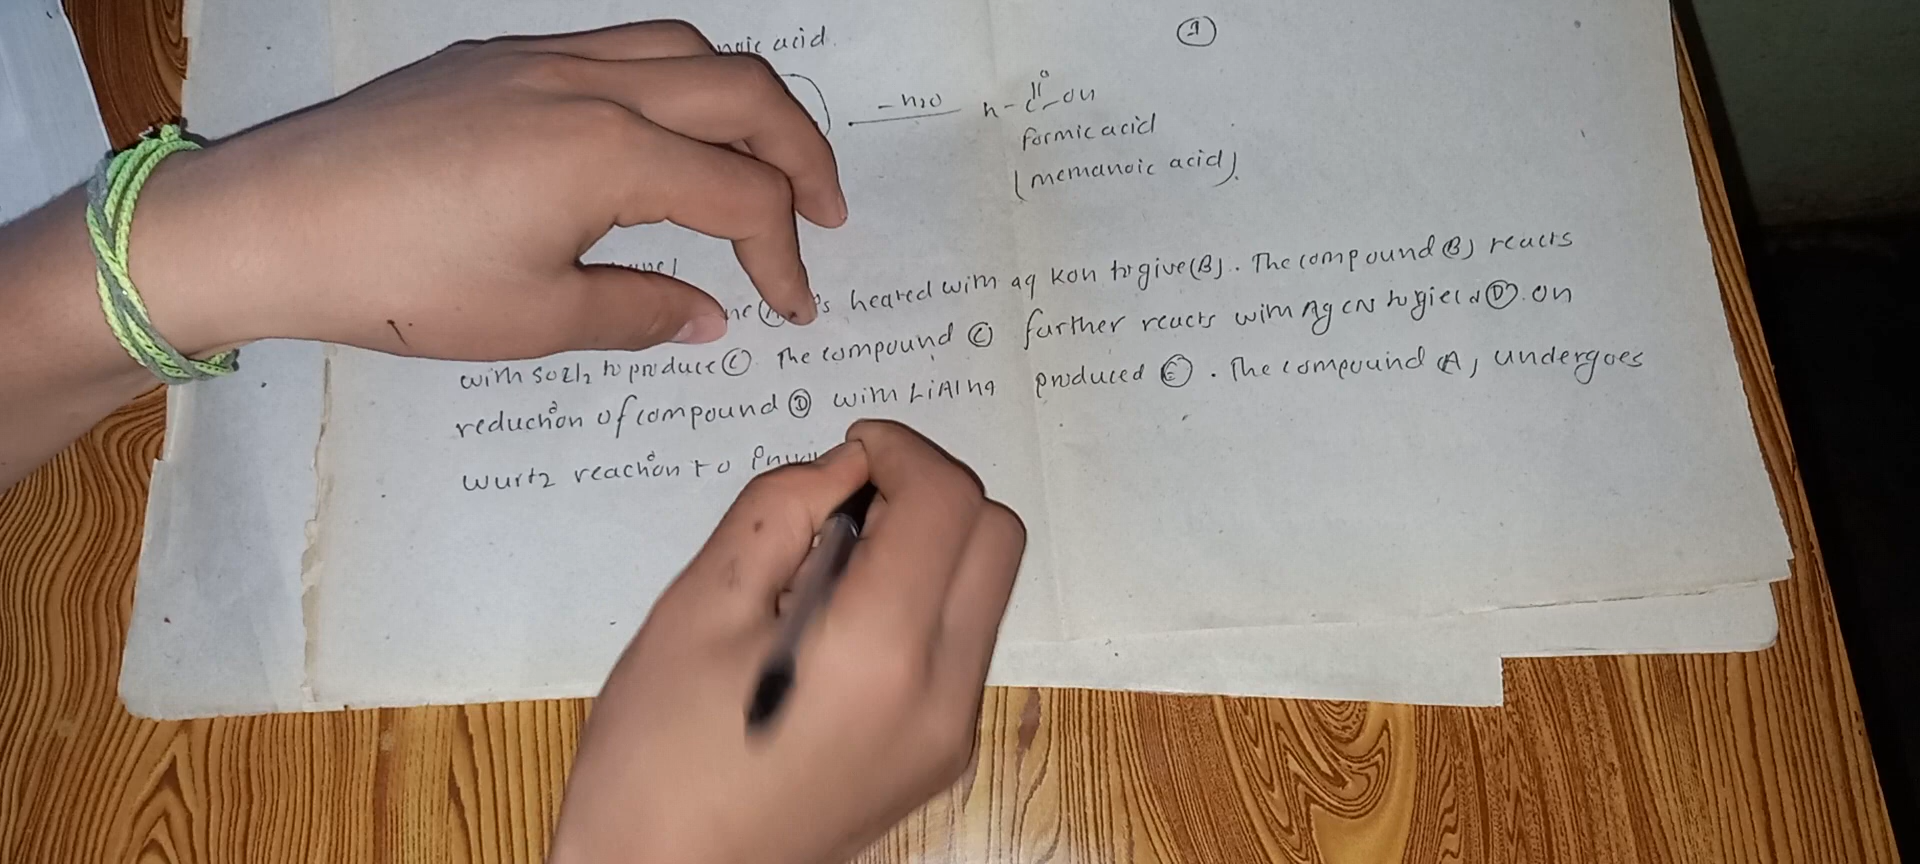 acid.
1
- H2O
H - C - OH
O
formic acid
(methanoic acid).
is heated with aq KOH to give (B). The compound (B) reacts
with SOCl2 to produce (C). The compound (C) further reacts with AgCN to yield (D). On
reduction of compound (D) with LiAlH4 produced (E). The compound A, undergoes
Wurtz reaction to